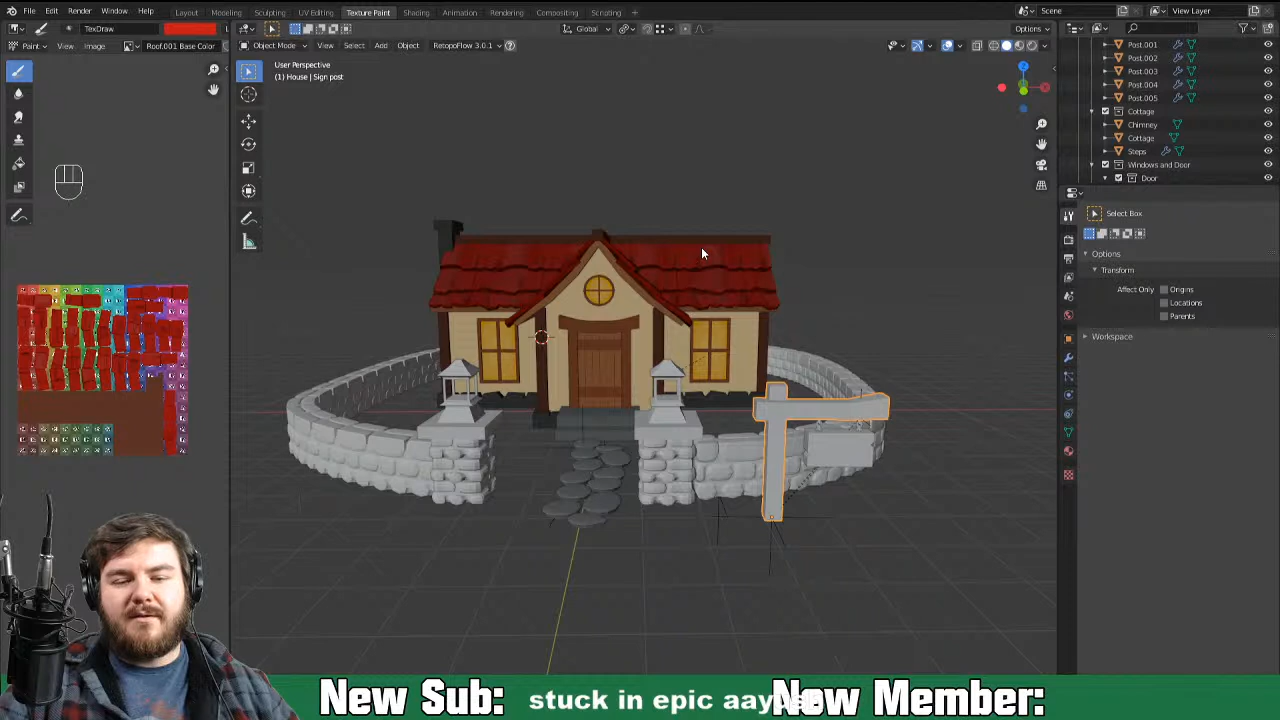 File Edit Render Window Help Layout Modeling Sculpting UV Editing Texture Paint Shading Animation Rendering Compositing Scripting + Scene View Layer
TexDraw Global Options
Paint View Image Roof.001 Base Color Object Mode View Select Add Object RetopoFlow 3.0.1
User Perspective
(1) House | Sign post
Post.001
Post.002
Post.003
Post.004
Post.005
Cottage
Chimney
Cottage
Steps
Windows and Door
Door
Select Box
Options
Transform
Affect Only Origins
Locations
Parents
Workspace
New Sub: stuck in epic New Member: